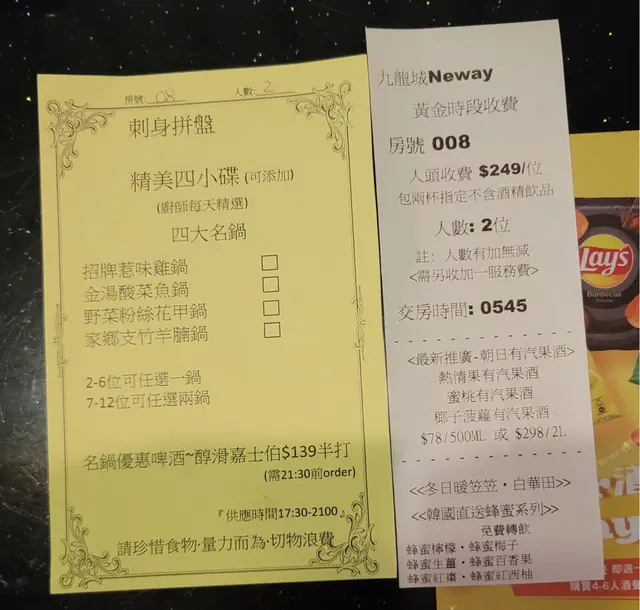 房號: 08 人數: 2
刺身拼盤
精美四小碟(可添加)
(廚師每天精選)
四大名鍋
招牌惹味雞鍋
金湯酸菜魚鍋
野菜粉絲花甲鍋
家鄉支竹羊腩鍋
2-6位可任選一鍋
7-12位可任選兩鍋
名鍋優惠啤酒~醇滑嘉士伯$139半打
(需21:30前order)
『供應時間17:30-2100』
請珍惜食物·量力而為·切物浪費
九龍城Neway
黃金時段收費
房號 008
人頭收費 $249/位
包兩杯指定不含酒精飲品
人數: 2位
註: 人數有加無減
<需另收加一服務費>
交房時間: 0545
<最新推廣-朝日有汽果酒>
熱情果有汽果酒
蜜桃有汽果酒
椰子菠蘿有汽果酒
$78/500ML 或 $298/2L
<<冬日暖笠笠·白華田>>
<<韓國直送蜂蜜系列>>
免費轉飲
蜂蜜檸檬·蜂蜜梅子
蜂蜜生薑·蜂蜜百香果
蜂蜜紅棗·蜂蜜紅西柚
Lay's
Barbecue
酒
購買4-6人酒